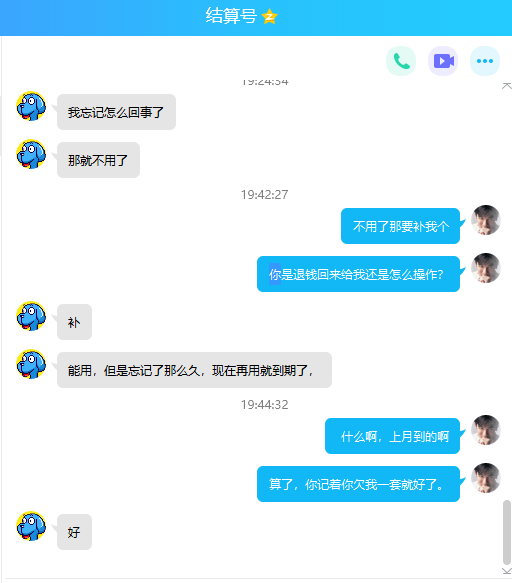 结算号
19:24:54
我忘记怎么回事了
那就不用了
19:42:27
不用了那要补我个
你是退钱回来给我还是怎么操作?
补
能用，但是忘记了那么久，现在再用就到期了，
19:44:32
什么啊，上月到的啊
算了，你记着你欠我一套就好了。
好